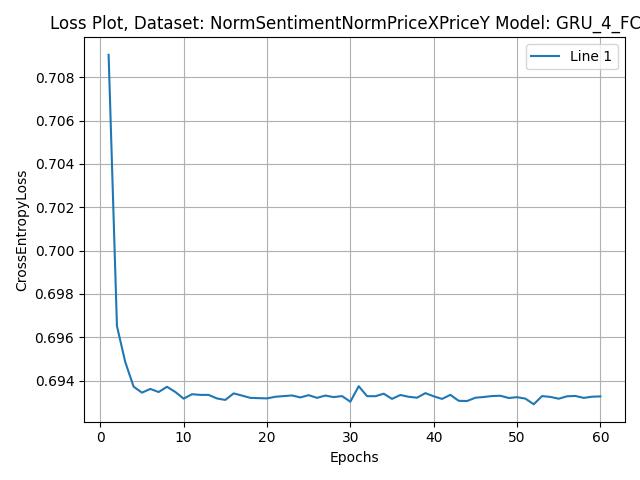 Loss Plot, Dataset: NormSentimentNormPriceXPriceY Model: GRU_4_FC
Line 1
0.708
0.706
0.704
0.702
0.700
0.698
0.696
0.694
CrossEntropyLoss
0 10 20 30 40 50 60
Epochs